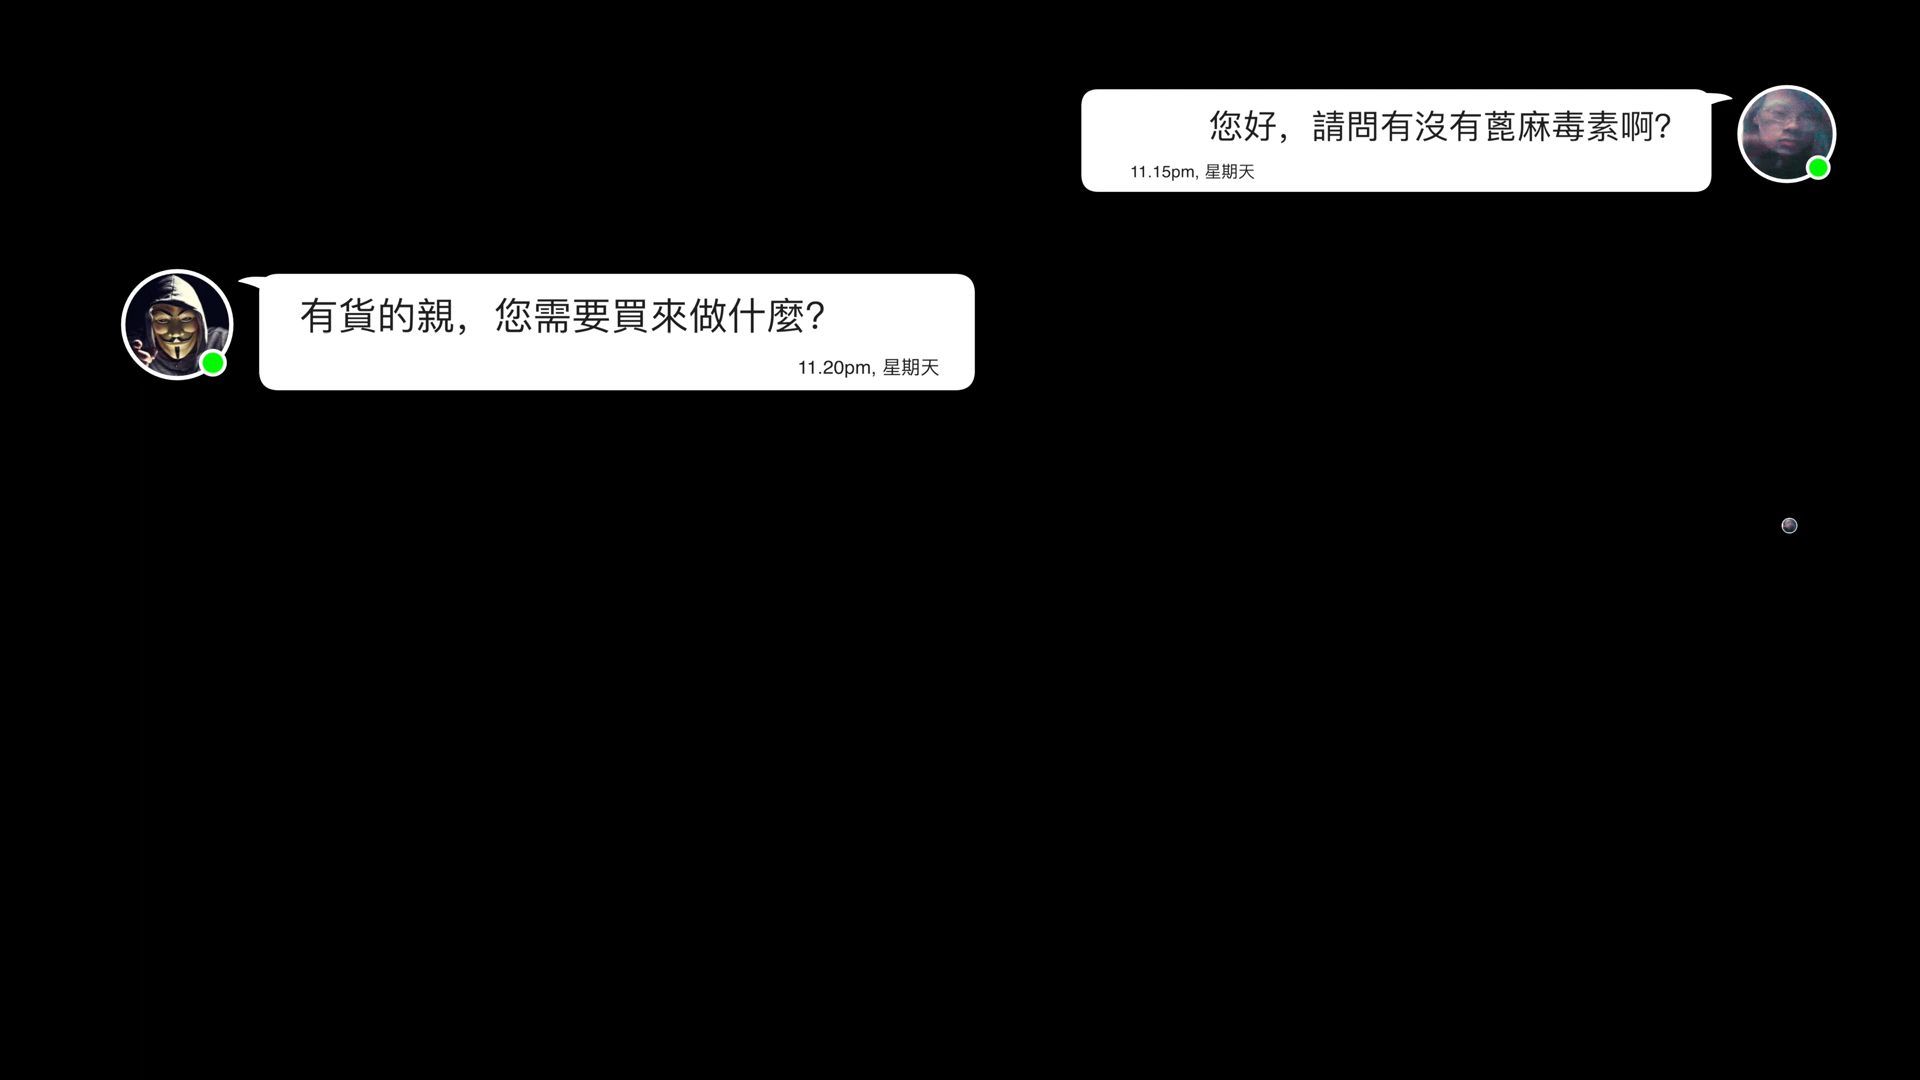 您好，請問有沒有蓖麻毒素啊？
11.15pm, 星期天
有貨的親，您需要買來做什麼？
11.20pm, 星期天